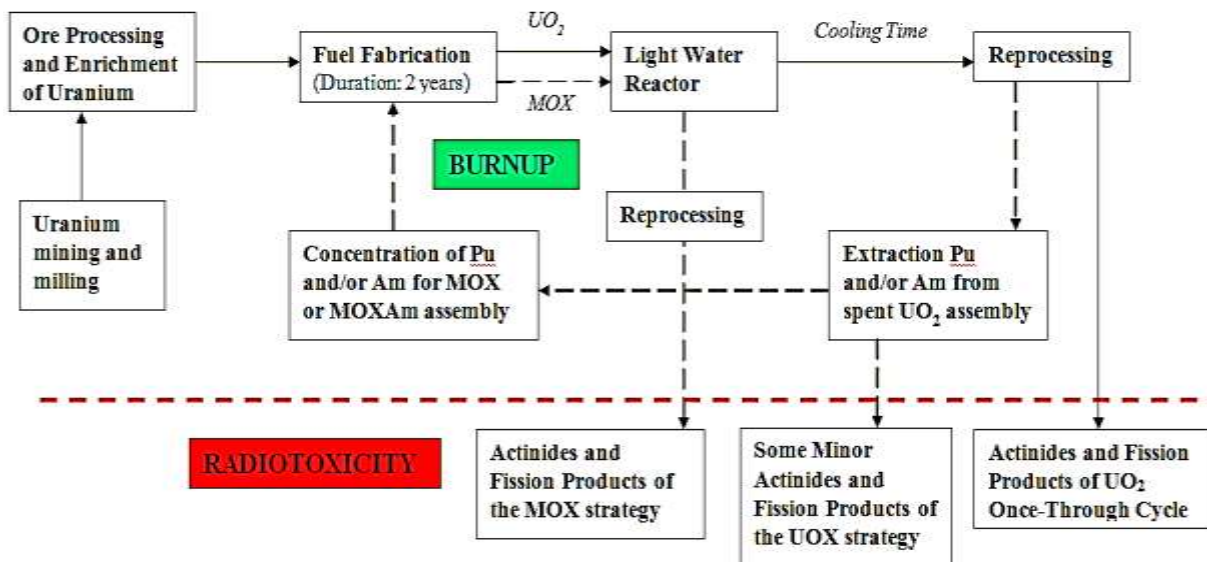 Ore Processing
and Enrichment
of Uranium
Fuel Fabrication
(Duration: 2 years)
UO₂
MOX
Light Water
Reactor
Cooling Time
Reprocessing
BURNUP
Uranium
mining and
milling
Concentration of Pu
and/or Am for MOX
or MOXAm assembly
Reprocessing
Extraction Pu
and/or Am from
spent UO₂ assembly
RADIOTOXICITY
Actinides and
Fission Products of
the MOX strategy
Some Minor
Actinides and
Fission Products of
the UOX strategy
Actinides and Fission
Products of UO₂
Once-Through Cycle